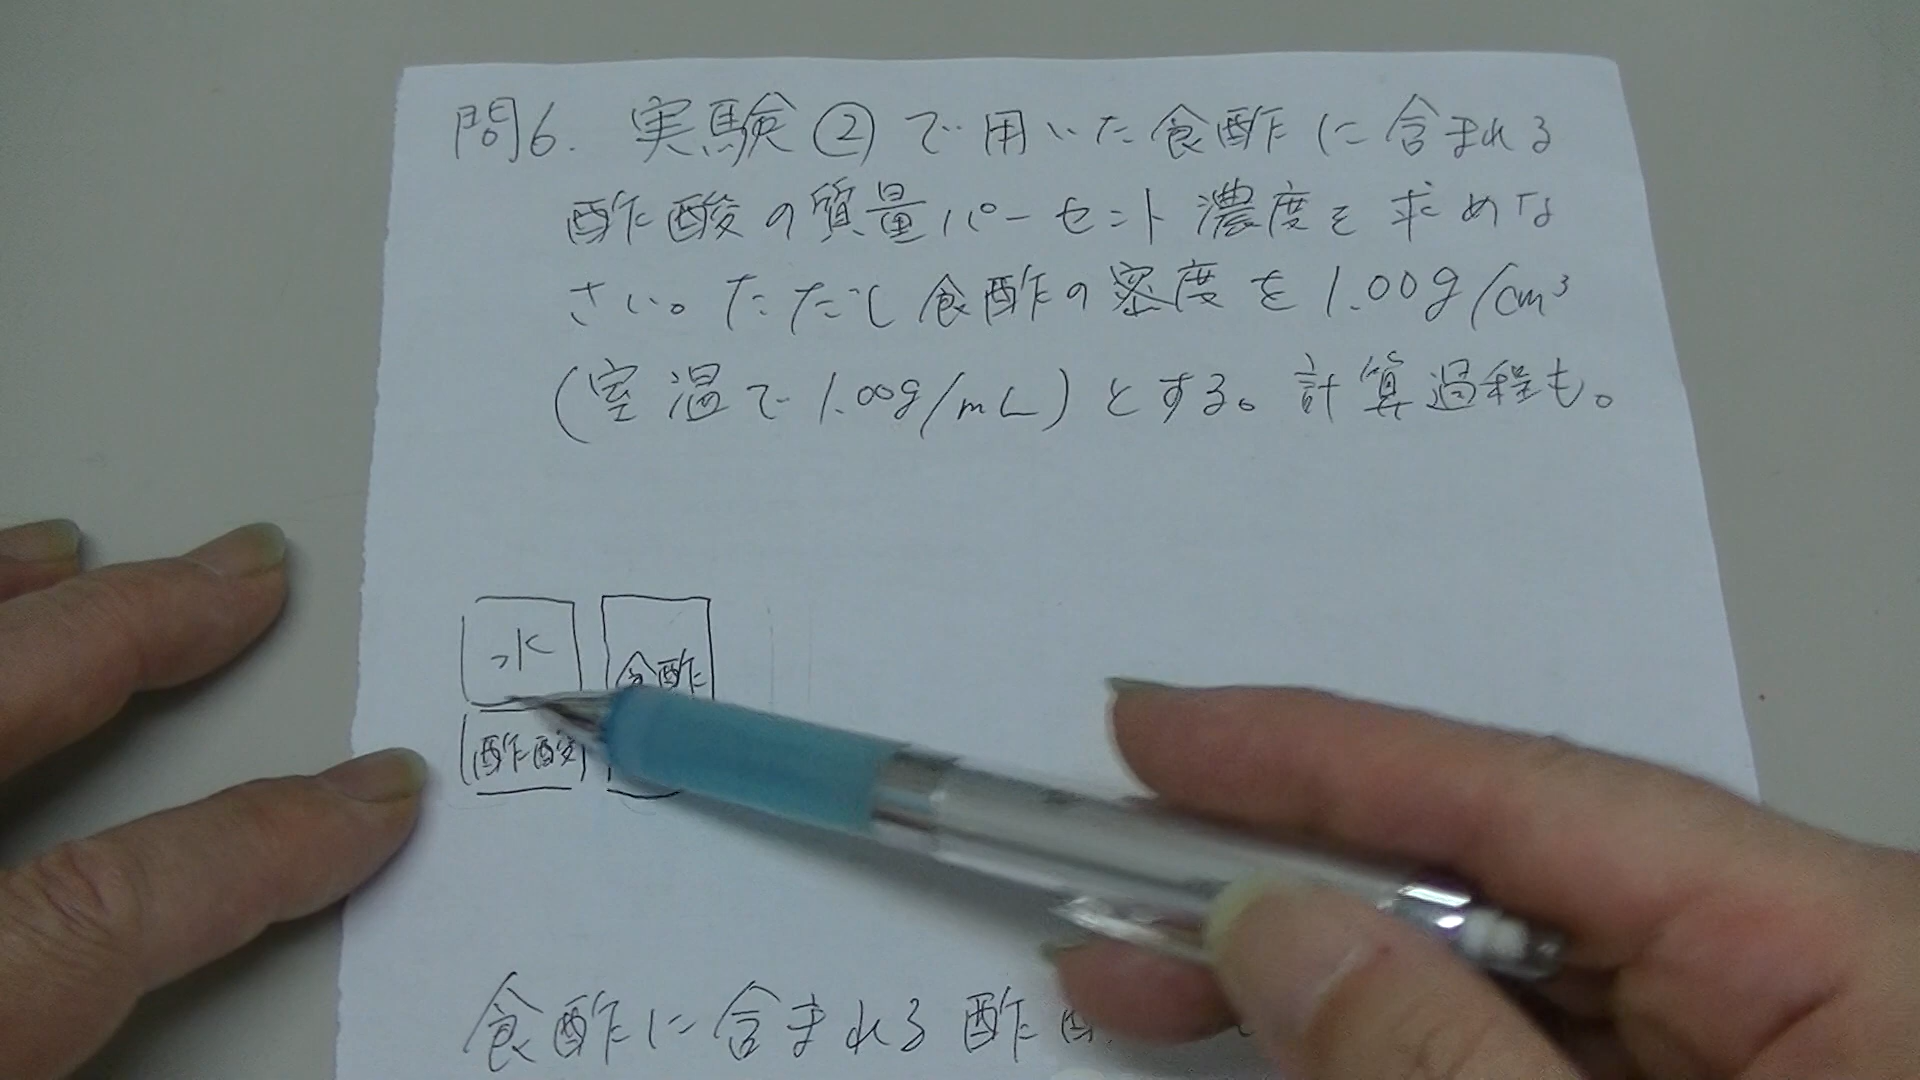 問6. 実験②で用いた食酢に含まれる
酢酸の質量パーセント濃度を求めな
さい。ただし食酢の密度を1.00g/cm³
(室温で1.00g/mL)とする。計算過程も。
水
食酢
酢酸
食酢に含まれる酢